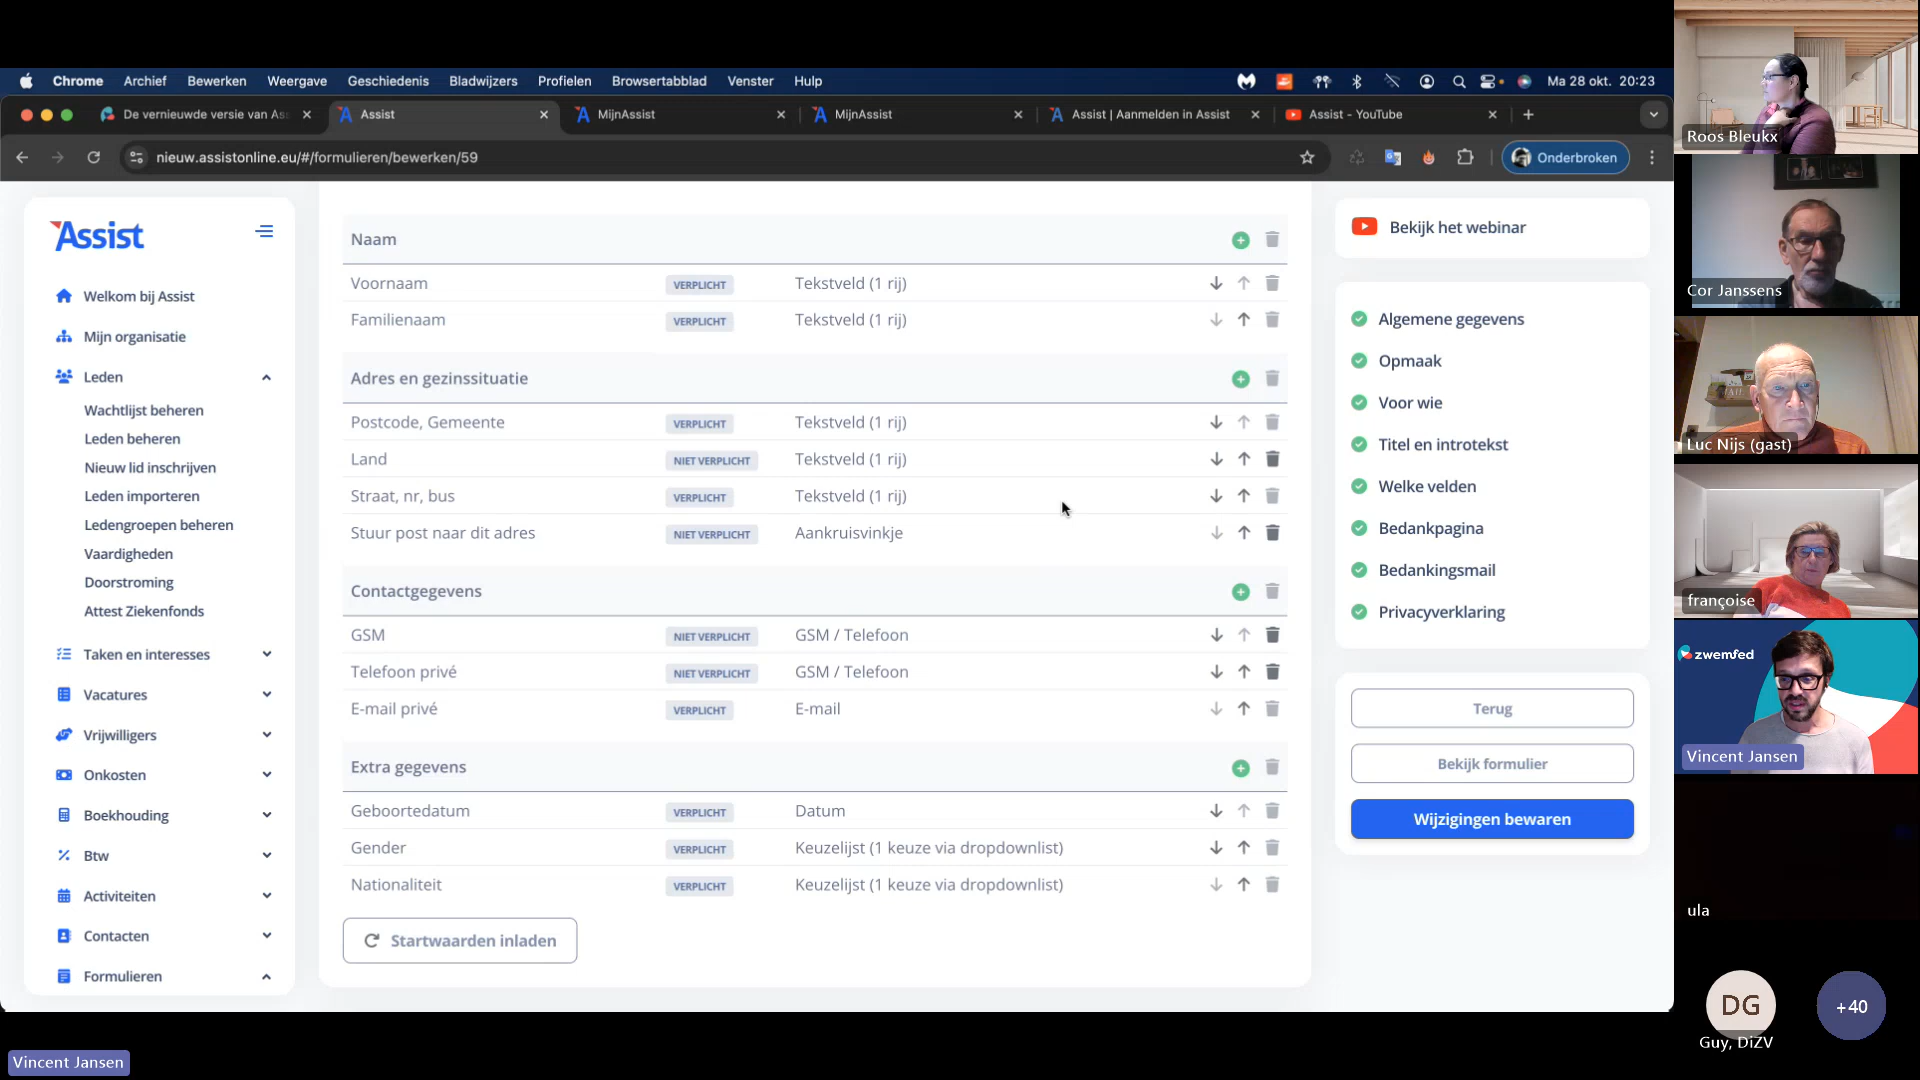 Chrome Archief Bewerken Weergave Geschiedenis Bladwijzers Profielen Browsertabblad Venster Hulp Ma 28 okt. 20:23
De vernieuwde versie van Ass Assist MijnAssist MijnAssist Assist | Aanmelden in Assist Assist - YouTube
nieuw.assistonline.eu/#/formulieren/bewerken/59 Onderbroken
Assist
Welkom bij Assist
Mijn organisatie
Leden
Wachtlijst beheren
Leden beheren
Nieuw lid inschrijven
Leden importeren
Ledengroepen beheren
Vaardigheden
Doorstroming
Attest Ziekenfonds
Taken en interesses
Vacatures
Vrijwilligers
Onkosten
Boekhouding
Btw
Activiteiten
Contacten
Formulieren
Naam
Voornaam VERPLICHT Tekstveld (1 rij)
Familienaam VERPLICHT Tekstveld (1 rij)
Adres en gezinssituatie
Postcode, Gemeente VERPLICHT Tekstveld (1 rij)
Land NIET VERPLICHT Tekstveld (1 rij)
Straat, nr, bus VERPLICHT Tekstveld (1 rij)
Stuur post naar dit adres NIET VERPLICHT Aankruisvinkje
Contactgegevens
GSM NIET VERPLICHT GSM / Telefoon
Telefoon privé NIET VERPLICHT GSM / Telefoon
E-mail privé VERPLICHT E-mail
Extra gegevens
Geboortedatum VERPLICHT Datum
Gender VERPLICHT Keuzelijst (1 keuze via dropdownlist)
Nationaliteit VERPLICHT Keuzelijst (1 keuze via dropdownlist)
Startwaarden inladen
Bekijk het webinar
Algemene gegevens
Opmaak
Voor wie
Titel en introtekst
Welke velden
Bedankpagina
Bedankingsmail
Privacyverklaring
Terug
Bekijk formulier
Wijzigingen bewaren
Roos Bleukx
Cor Janssens
Luc Nijs (gast)
françoise
zwemfed
Vincent Jansen
ula
DG
+40
Guy, DiZV
Vincent Jansen